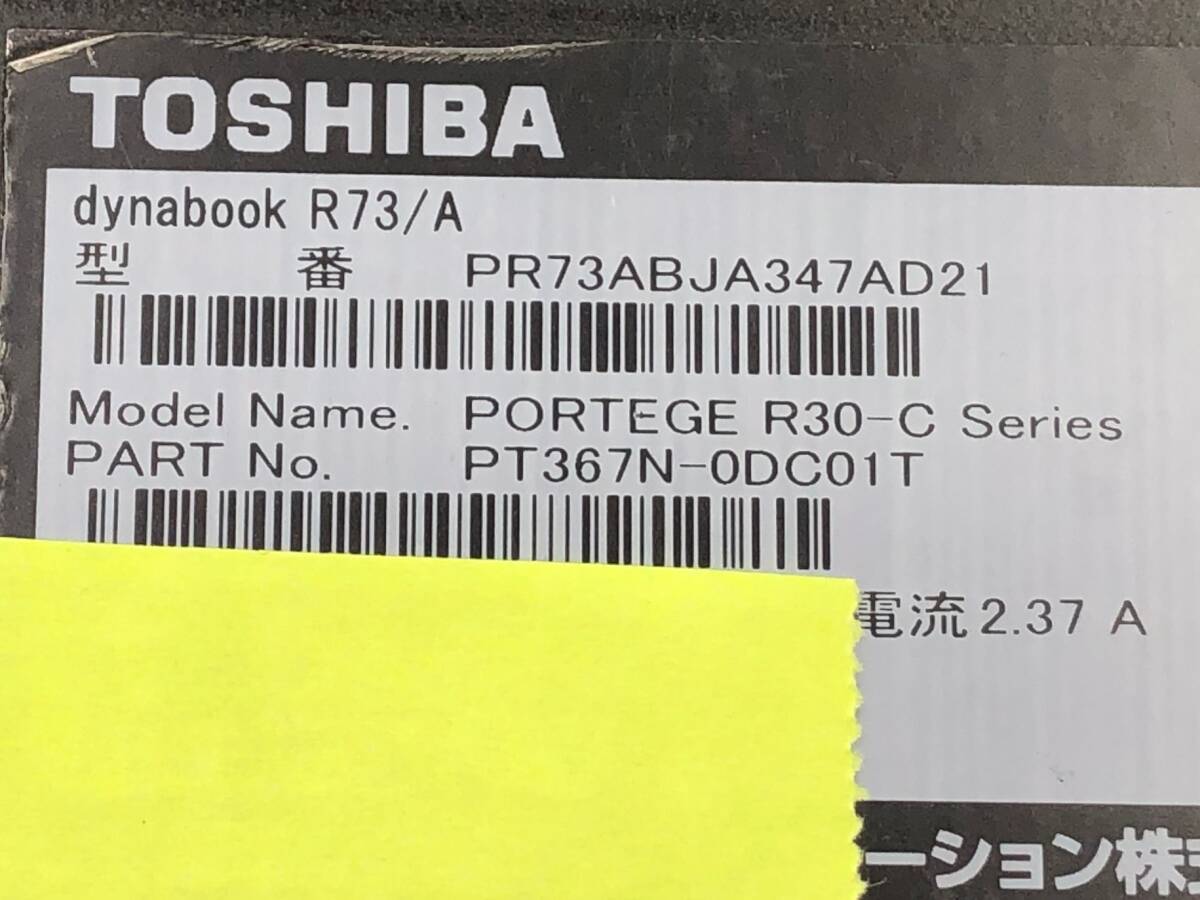 TOSHIBA
dynabook R73/A
型 番 PR73ABJA347AD21
Model Name. PORTEGE R30-C Series
PART No. PT367N-0DC01T
電流2.37 A
ーション株式